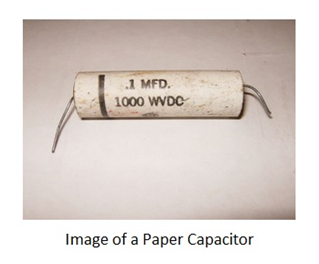 .1 MFD.
1000 WVDC
Image of a Paper Capacitor